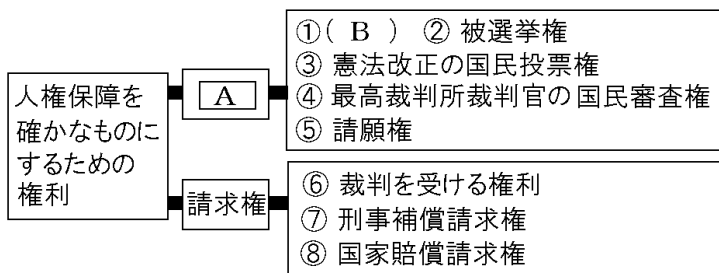 人権保障を
確かなものに
するための
権利
A
①( B ) ② 被選挙権
③ 憲法改正の国民投票権
④ 最高裁判所裁判官の国民審査権
⑤ 請願権
請求権
⑥ 裁判を受ける権利
⑦ 刑事補償請求権
⑧ 国家賠償請求権